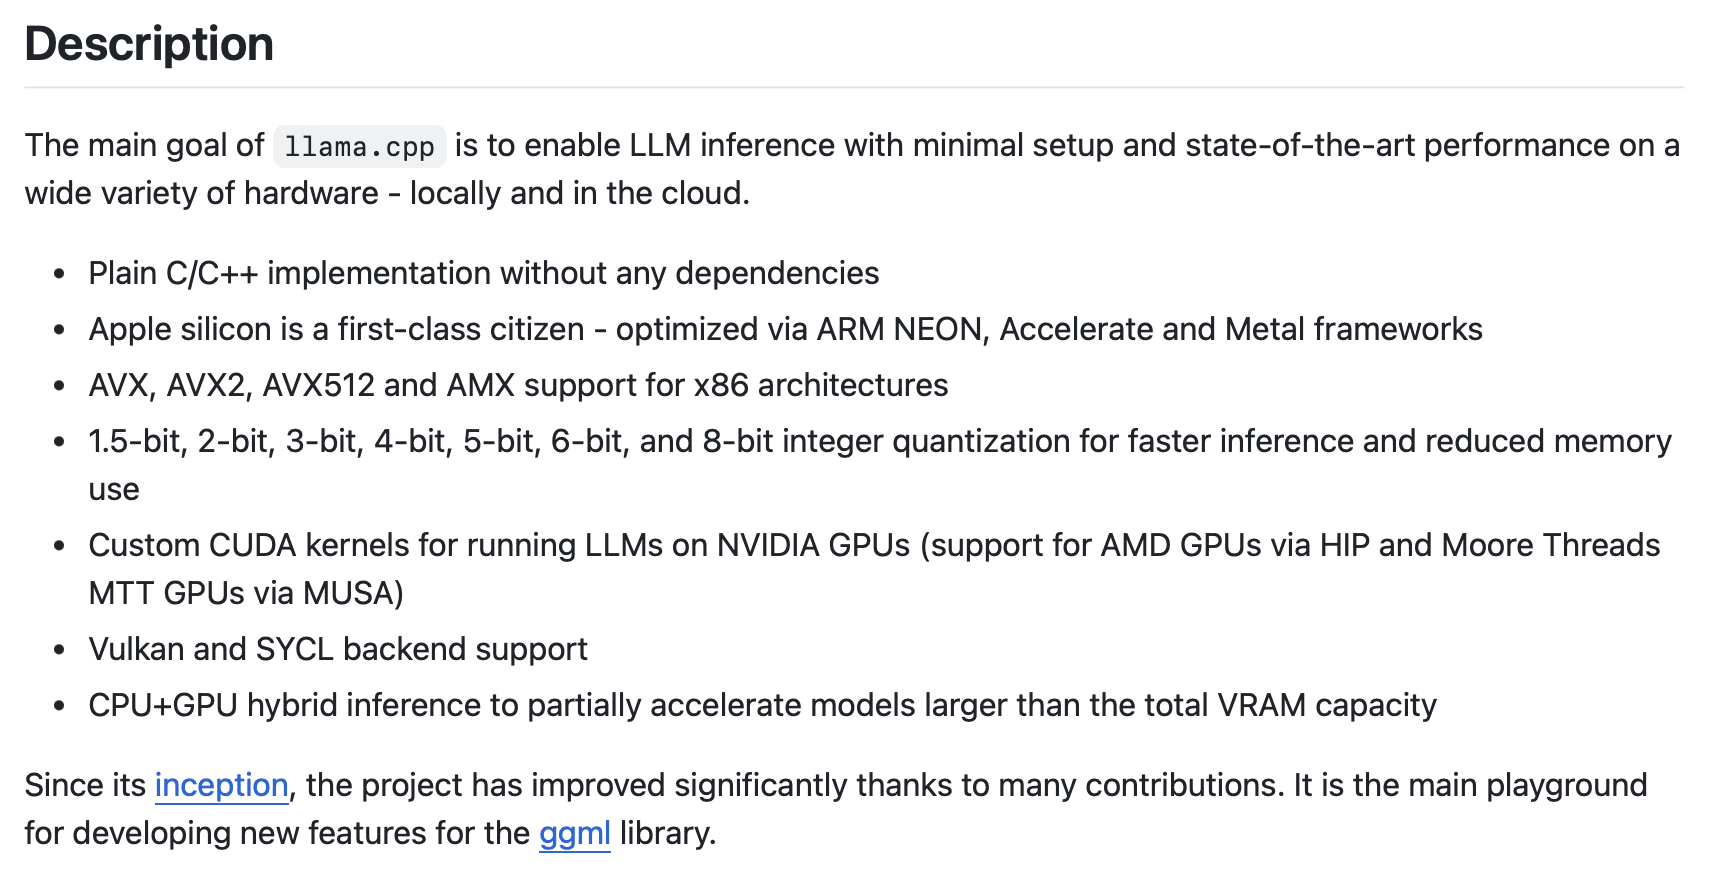 Description
The main goal of llama.cpp is to enable LLM inference with minimal setup and state-of-the-art performance on a
wide variety of hardware - locally and in the cloud.
• Plain C/C++ implementation without any dependencies
• Apple silicon is a first-class citizen - optimized via ARM NEON, Accelerate and Metal frameworks
• AVX, AVX2, AVX512 and AMX support for x86 architectures
• 1.5-bit, 2-bit, 3-bit, 4-bit, 5-bit, 6-bit, and 8-bit integer quantization for faster inference and reduced memory
use
• Custom CUDA kernels for running LLMs on NVIDIA GPUs (support for AMD GPUs via HIP and Moore Threads
MTT GPUs via MUSA)
• Vulkan and SYCL backend support
• CPU+GPU hybrid inference to partially accelerate models larger than the total VRAM capacity
Since its inception, the project has improved significantly thanks to many contributions. It is the main playground
for developing new features for the ggml library.